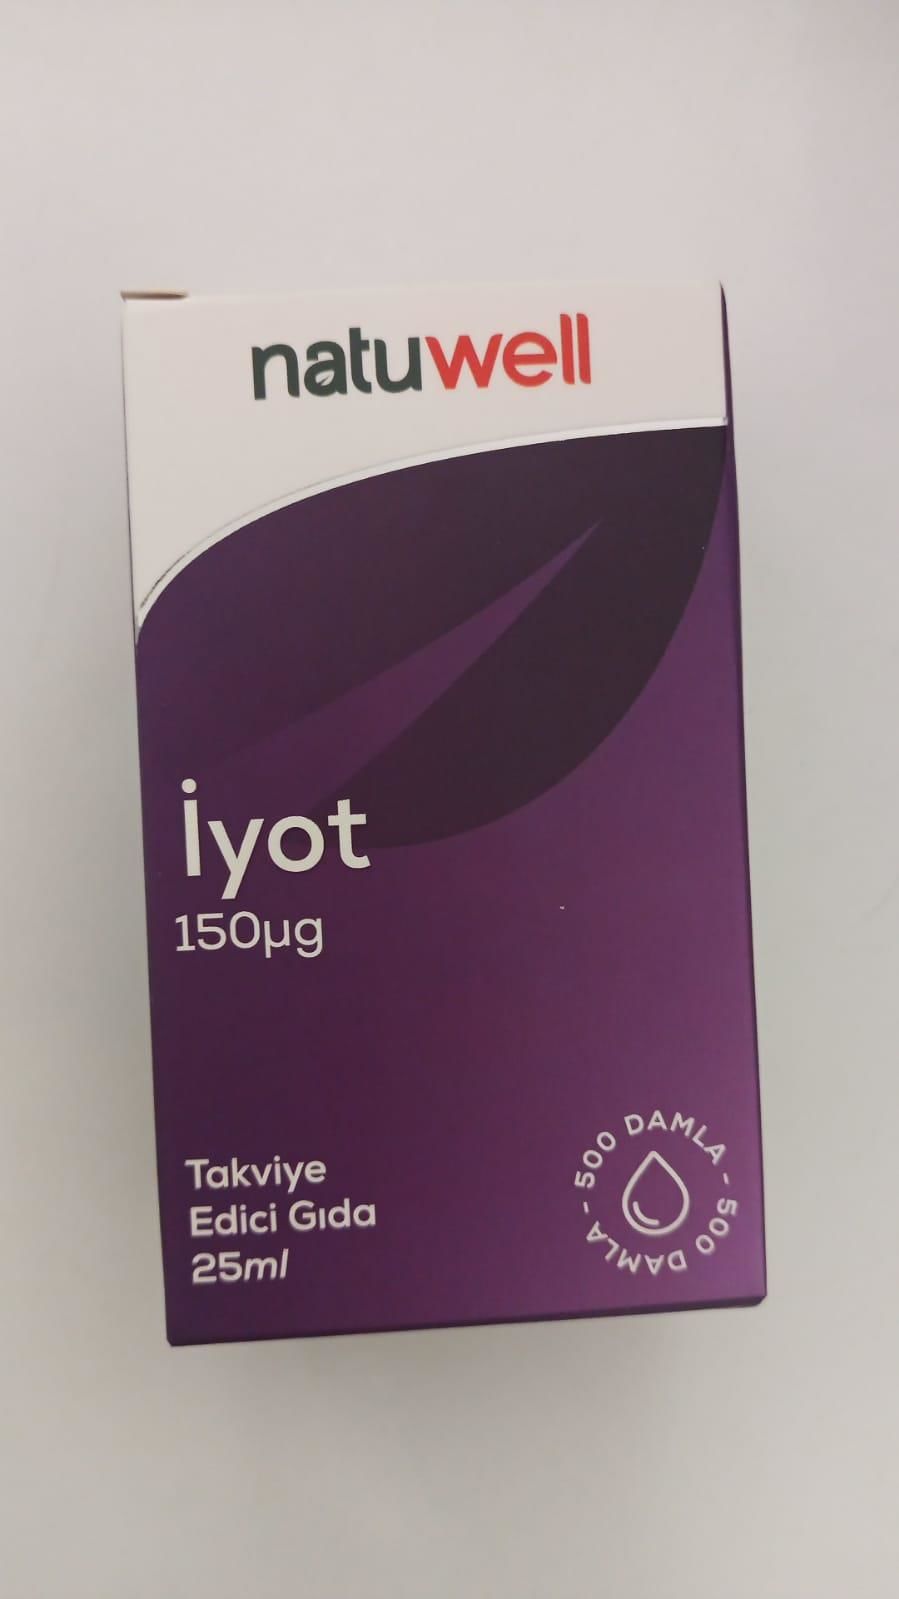 natuwell
İyot
150µg
Takviye
Edici Gıda
25ml
500 DAMLA - 500 DAMLA -